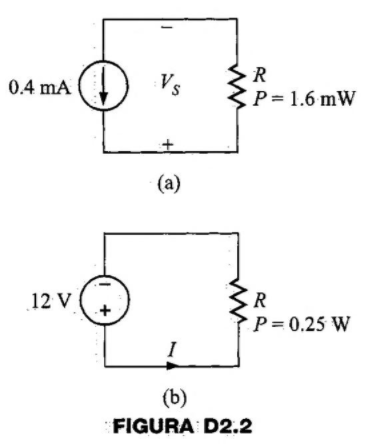 −
0.4 mA
V_S
R
P = 1.6 mW
+
(a)
12 V
−
+
R
P = 0.25 W
I
(b)
FIGURA D2.2